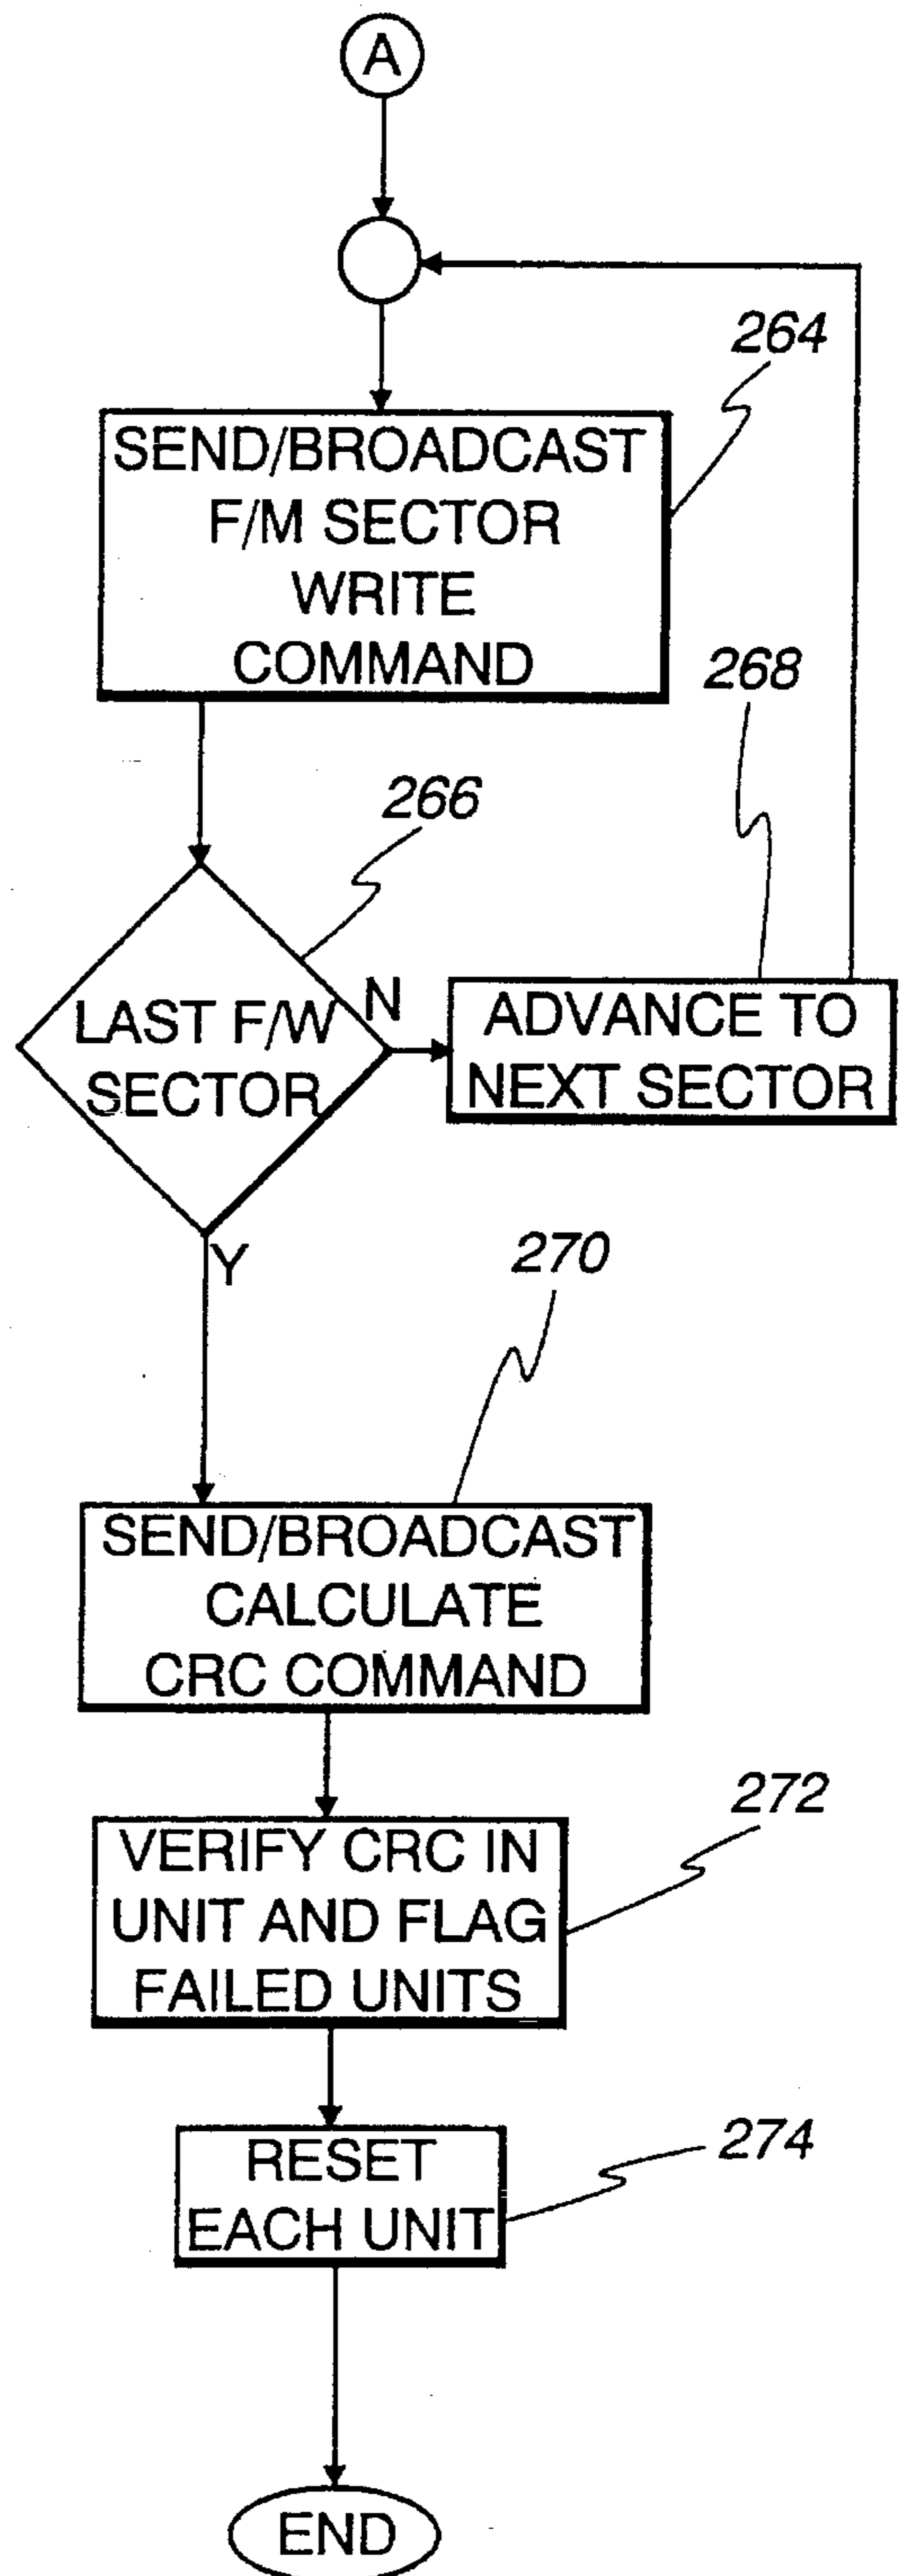 A
264
SEND/BROADCAST
F/M SECTOR
WRITE
COMMAND
268
266
LAST F/W
SECTOR
N
ADVANCE TO
NEXT SECTOR
Y
270
SEND/BROADCAST
CALCULATE
CRC COMMAND
272
VERIFY CRC IN
UNIT AND FLAG
FAILED UNITS
274
RESET
EACH UNIT
END